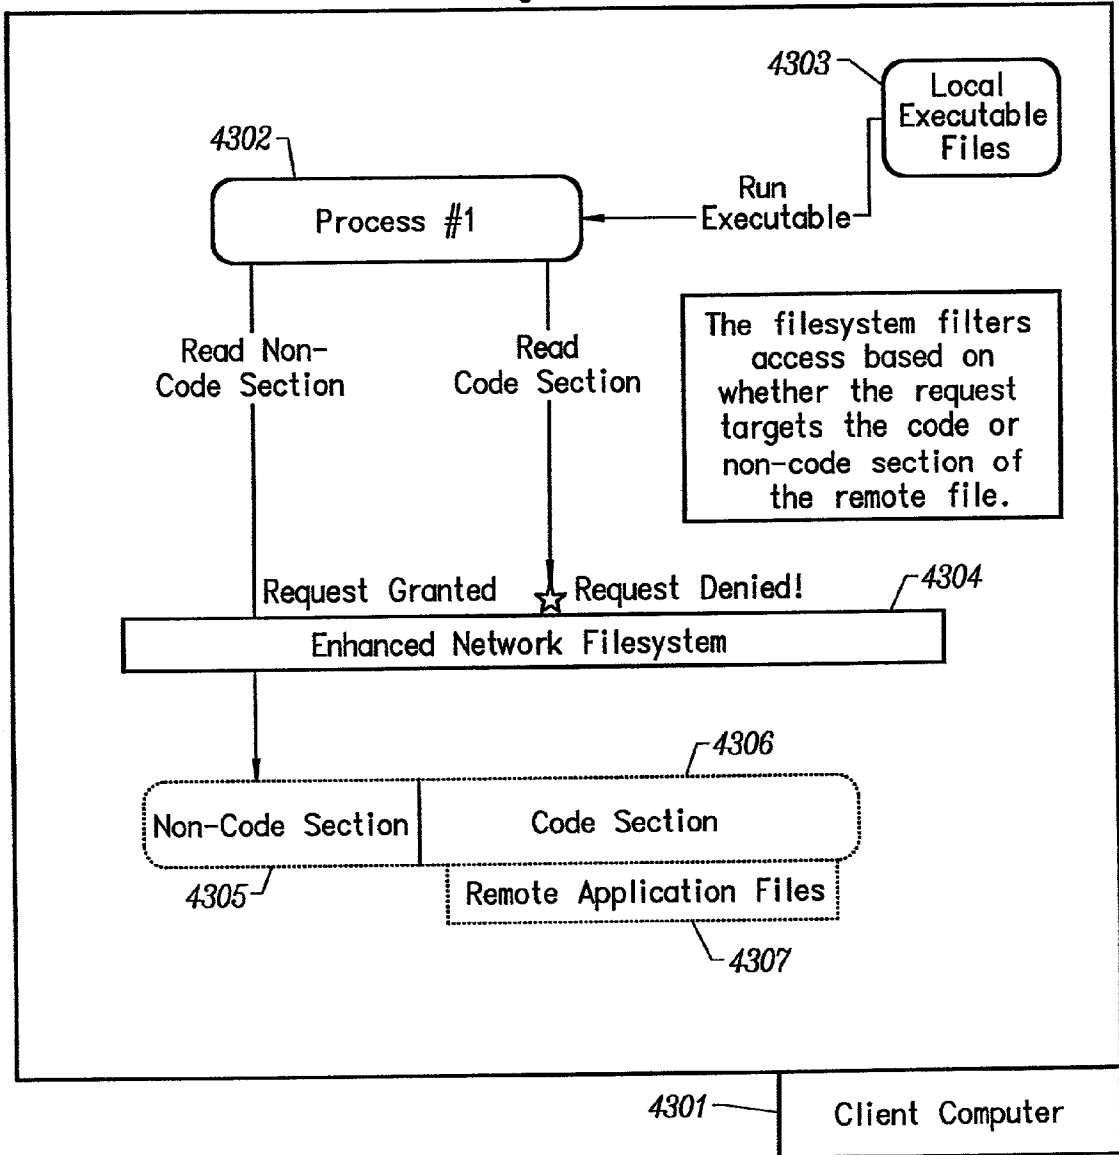 4303
Local
Executable
Files
4302
Run
Executable
Process #1
Read Non-
Code Section
Read
Code Section
The filesystem filters
access based on
whether the request
targets the code or
non-code section of
the remote file.
Request Granted
Request Denied!
4304
Enhanced Network Filesystem
4306
Non-Code Section
Code Section
4305
Remote Application Files
4307
4301
Client Computer